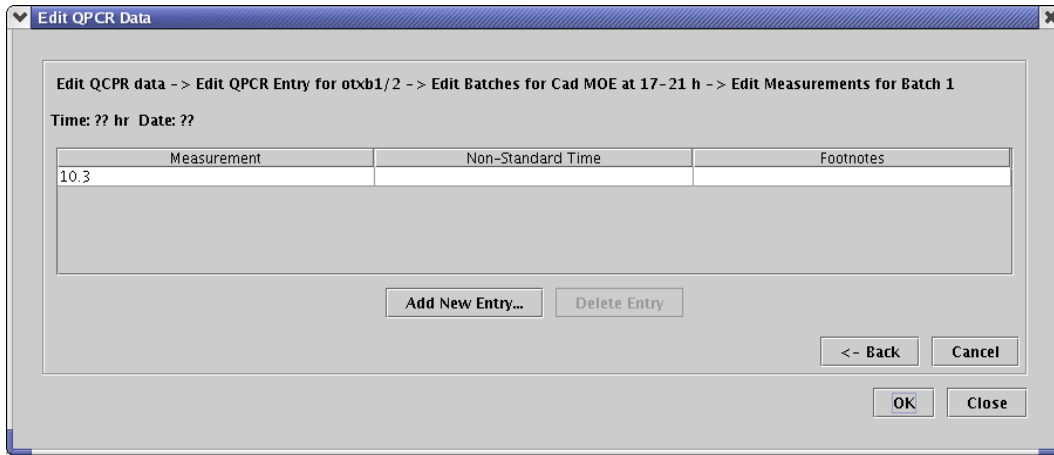 Edit QPCR Data
Edit QCPR data -> Edit QPCR Entry for otxb1/2 -> Edit Batches for Cad MOE at 17-21 h -> Edit Measurements for Batch 1
Time: ?? hr Date: ??
Measurement Non-Standard Time Footnotes
10.3
Add New Entry... Delete Entry
<- Back Cancel
OK Close